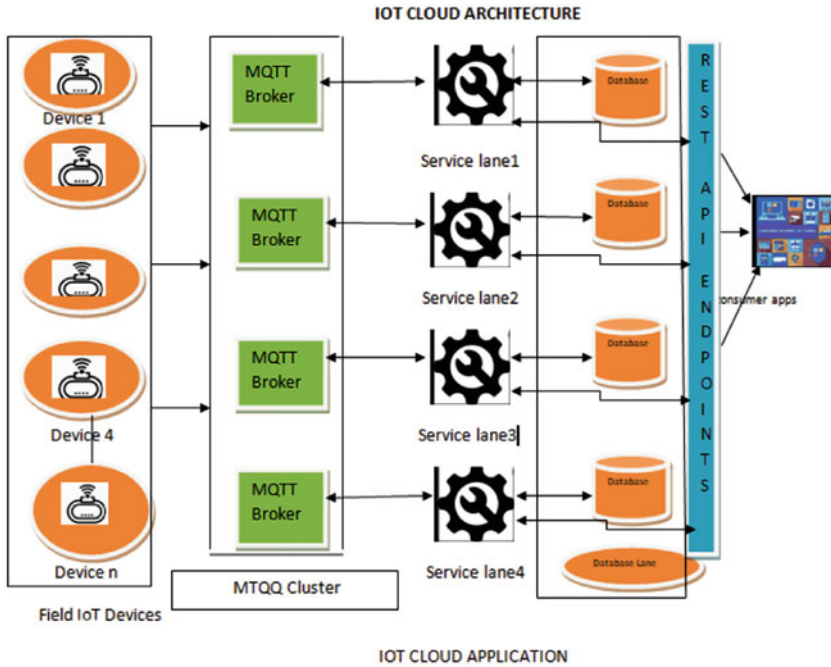 IOT CLOUD ARCHITECTURE
Device 1
Device 4
Device n
Field IoT Devices
MQTT
Broker
MQTT
Broker
MQTT
Broker
MQTT
Broker
MTQQ Cluster
Service lane1
Service lane2
Service lane3
Service lane4
Database
Database
Database
Database
Database Lane
REST API ENDPOINTS
onsumer apps
IOT CLOUD APPLICATION